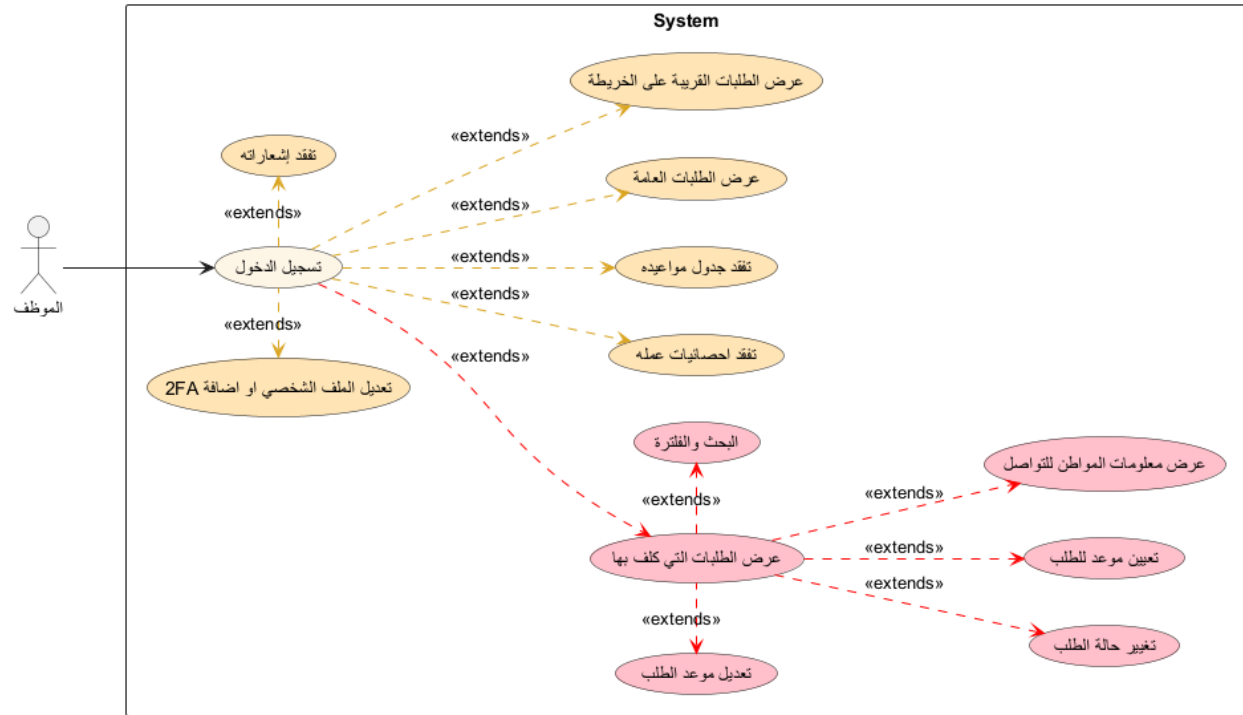 System
عرض الطلبات القريبة على الخريطة
«extends»
تفقد إشعاراته
«extends»
عرض الطلبات العامة
«extends»
تسجيل الدخول
«extends»
تفقد جدول مواعيده
«extends»
الموظف
«extends»
تفقد احصائيات عمله
«extends»
تعديل الملف الشخصي او اضافة 2FA
البحث والفلترة
عرض معلومات المواطن للتواصل
«extends»
«extends»
عرض الطلبات التي كلف بها
«extends»
تعيين موعد للطلب
«extends»
«extends»
تغيير حالة الطلب
تعديل موعد الطلب